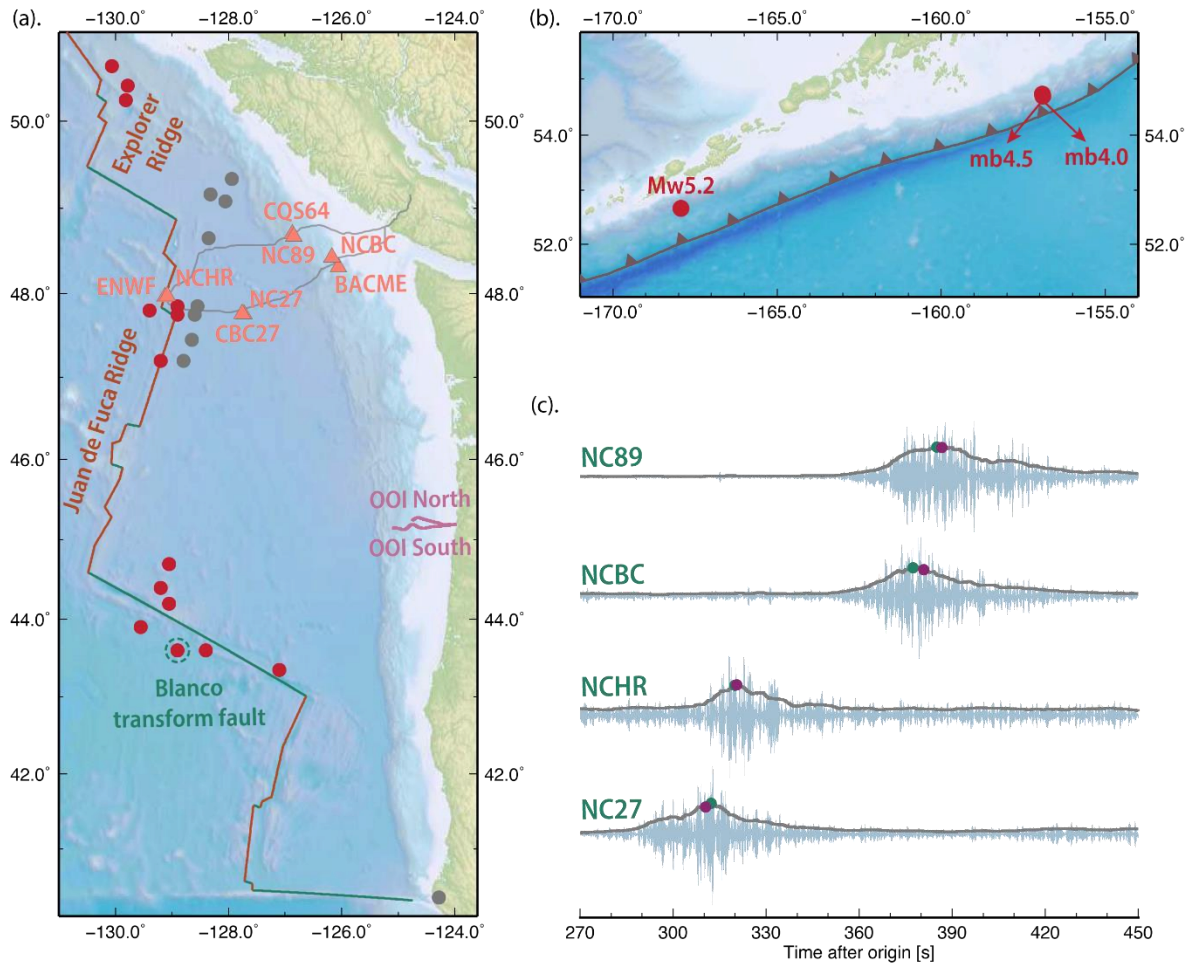 (a).
−130.0° −128.0° −126.0° −124.0°
50.0°
48.0°
46.0°
44.0°
42.0°
Explorer
Ridge
CQS64
NC89
NCBC
BACME
ENWF
NCHR
NC27
CBC27
Juan de Fuca Ridge
OOI North
OOI South
Blanco
transform fault
−130.0° −128.0° −126.0° −124.0°
(b).
−170.0° −165.0° −160.0° −155.0°
54.0°
52.0°
Mw5.2
mb4.5
mb4.0
−170.0° −165.0° −160.0° −155.0°
54.0°
52.0°
(c).
NC89
NCBC
NCHR
NC27
270 300 330 360 390 420 450
Time after origin [s]
50.0°
48.0°
46.0°
44.0°
42.0°